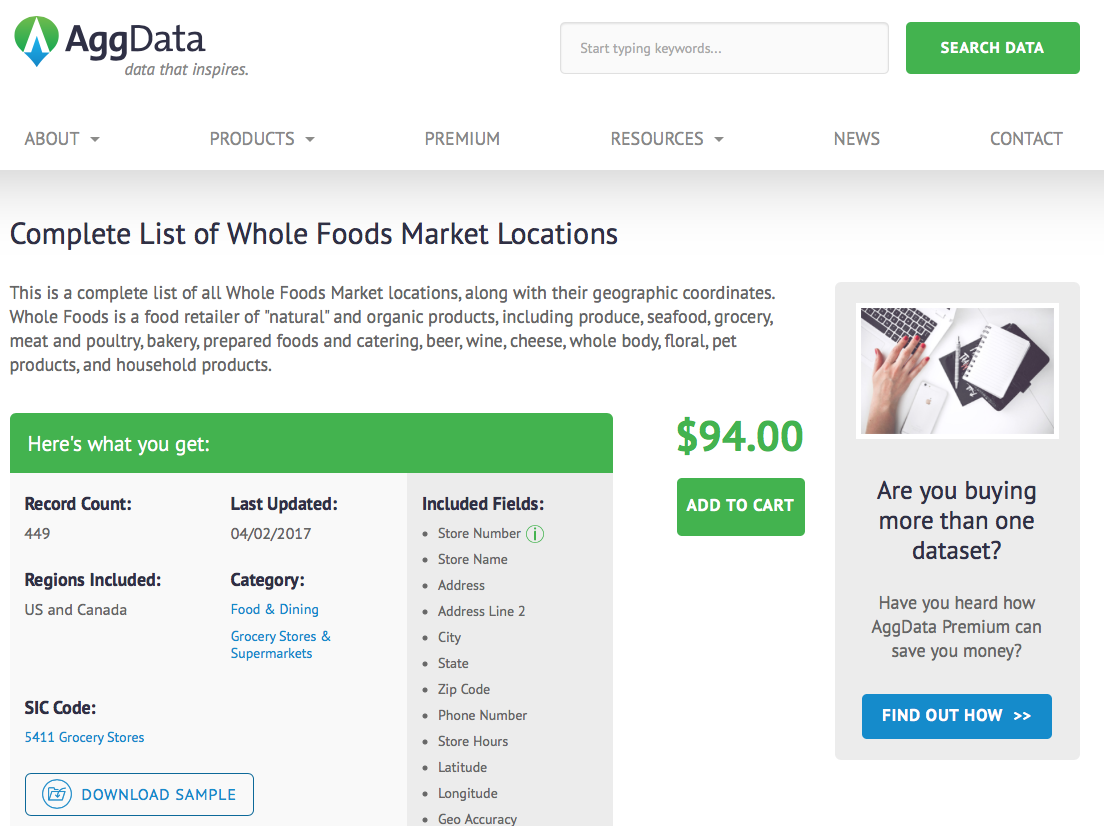 AggData
data that inspires.
Start typing keywords...
SEARCH DATA
ABOUT
PRODUCTS
PREMIUM
RESOURCES
NEWS
CONTACT
Complete List of Whole Foods Market Locations
This is a complete list of all Whole Foods Market locations, along with their geographic coordinates.
Whole Foods is a food retailer of "natural" and organic products, including produce, seafood, grocery,
meat and poultry, bakery, prepared foods and catering, beer, wine, cheese, whole body, floral, pet
products, and household products.
Here's what you get:
Record Count:
449
Last Updated:
04/02/2017
Regions Included:
US and Canada
Category:
Food & Dining
Grocery Stores &
Supermarkets
SIC Code:
5411 Grocery Stores
DOWNLOAD SAMPLE
Included Fields:
Store Number
Store Name
Address
Address Line 2
City
State
Zip Code
Phone Number
Store Hours
Latitude
Longitude
Geo Accuracy
$94.00
ADD TO CART
Are you buying
more than one
dataset?
Have you heard how
AggData Premium can
save you money?
FIND OUT HOW >>